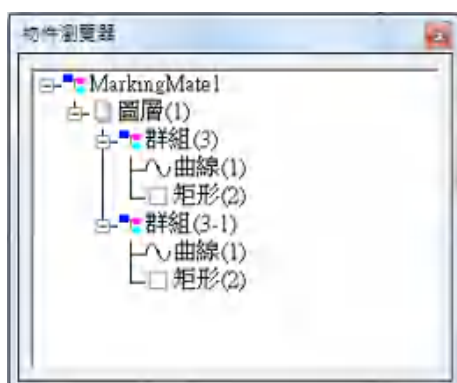 物件瀏覽器
MarkingMate1
圖層(1)
群組(3)
曲線(1)
矩形(2)
群組(3-1)
曲線(1)
矩形(2)